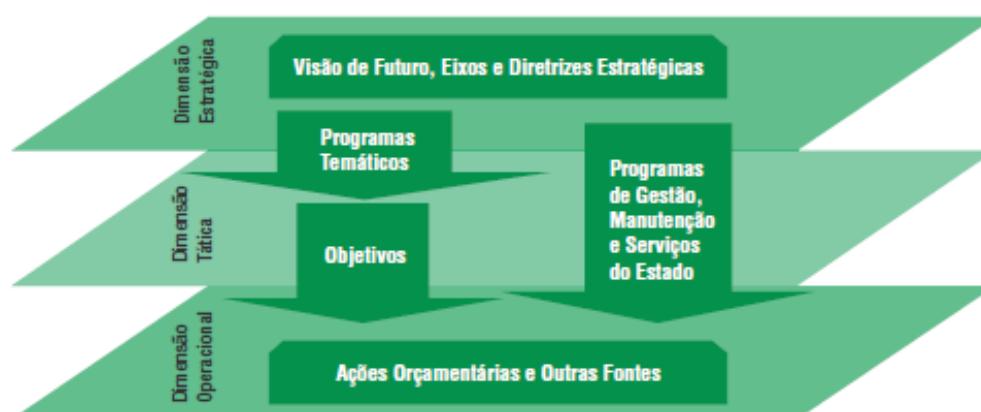 Dimensão
Estratégica
Visão de Futuro, Eixos e Diretrizes Estratégicas
Programas
Temáticos
Dimensão
Tática
Objetivos
Programas
de Gestão,
Manutenção
e Serviços
do Estado
Dimensão
Operacional
Ações Orçamentárias e Outras Fontes